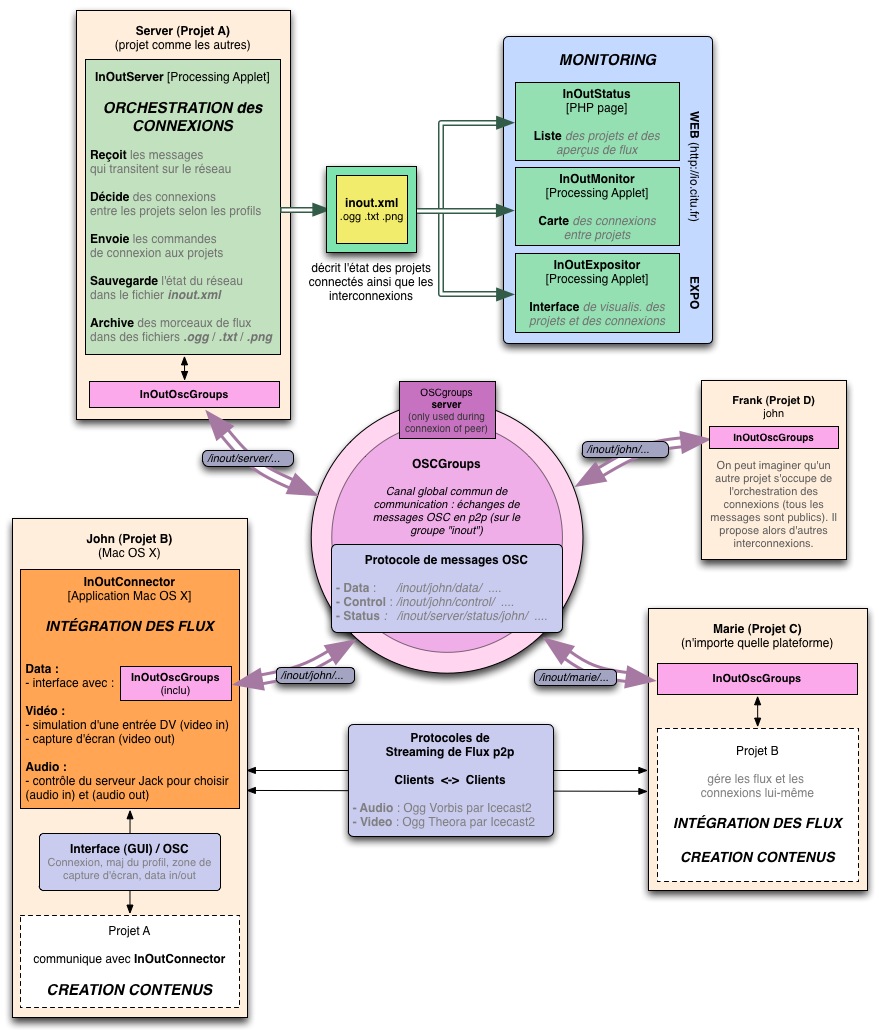 Server (Projet A)
(projet comme les autres)
InOutServer [Processing Applet]
ORCHESTRATION des
CONNEXIONS
Reçoit les messages
qui transitent sur le réseau
Décide des connexions
entre les projets selon les profils
Envoie les commandes
de connexion aux projets
Sauvegarde l'état du réseau
dans le fichier inout.xml
Archive des morceaux de flux
dans des fichiers .ogg / .txt / .png
InOutOscGroups
inout.xml
.ogg .txt .png
décrit l'état des projets
connectés ainsi que les
interconnexions
MONITORING
InOutStatus
[PHP page]
Liste des projets et des
aperçus de flux
InOutMonitor
[Processing Applet]
Carte des connexions
entre projets
InOutExpositor
[Processing Applet]
Interface de visualis. des
projets et des connexions
WEB (http://io.citu.fr)
EXPO
/inout/server/...
OSCgroups
server
(only used during
connexion of peer)
OSCGroups
Canal global commun de
communication : échanges de
messages OSC en p2p (sur le
groupe "inout")
Protocole de messages OSC
- Data : /inout/john/data/ ....
- Control : /inout/john/control/ ....
- Status : /inout/server/status/john/ ....
/inout/john/...
Frank (Projet D)
john
InOutOscGroups
On peut imaginer qu'un
autre projet s'occupe de
l'orchestration des
connexions (tous les
messages sont publics). Il
propose alors d'autres
interconnexions.
John (Projet B)
(Mac OS X)
InOutConnector
[Application Mac OS X]
INTÉGRATION DES FLUX
Data :
- interface avec :
InOutOscGroups
(inclu)
Vidéo :
- simulation d'une entrée DV (video in)
- capture d'écran (video out)
Audio :
- contrôle du serveur Jack pour choisir
(audio in) et (audio out)
Interface (GUI) / OSC
Connexion, maj du profil, zone de
capture d'écran, data in/out
Projet A
communique avec InOutConnector
CREATION CONTENUS
/inout/john/...
/inout/marie/...
Protocoles de
Streaming de Flux p2p
Clients <-> Clients
- Audio : Ogg Vorbis par Icecast2
- Video : Ogg Theora par Icecast2
Marie (Projet C)
(n'importe quelle plateforme)
InOutOscGroups
Projet B
gére les flux et les
connexions lui-même
INTÉGRATION DES FLUX
CREATION CONTENUS